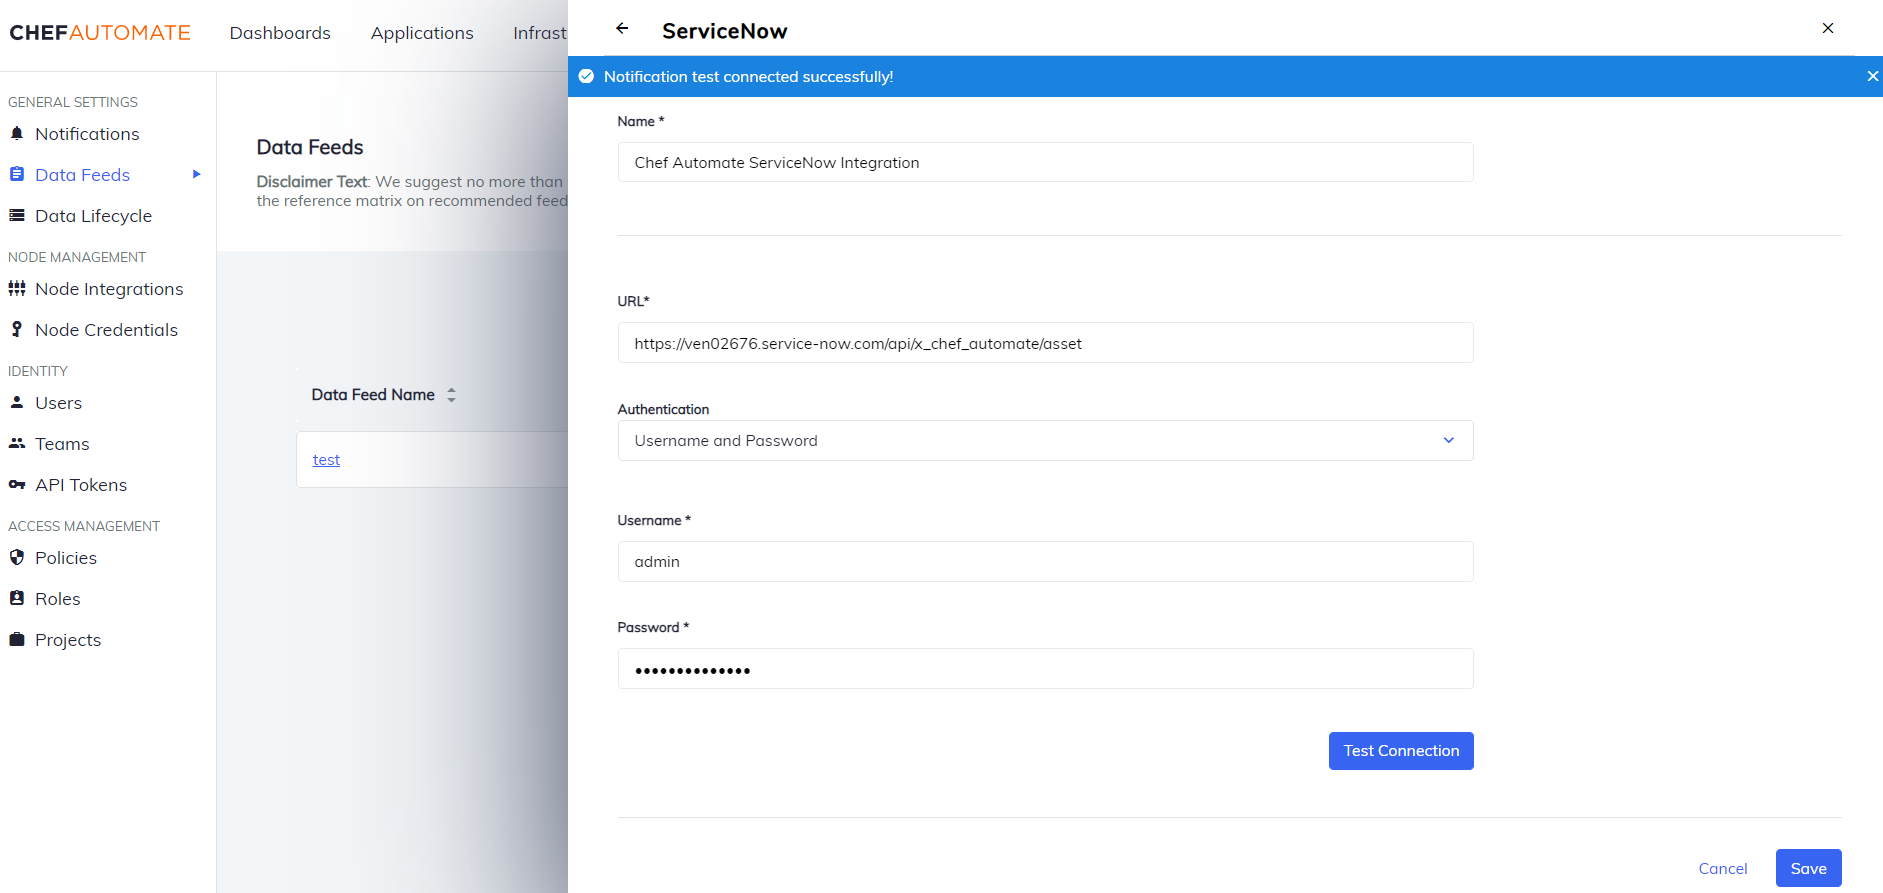 CHEFAUTOMATE
Dashboards
Applications
Infrast
GENERAL SETTINGS
Notifications
Data Feeds
Data Lifecycle
NODE MANAGEMENT
Node Integrations
Node Credentials
IDENTITY
Users
Teams
API Tokens
ACCESS MANAGEMENT
Policies
Roles
Projects
Data Feeds
Disclaimer Text: We suggest no more than
the reference matrix on recommended feed
Data Feed Name
test
ServiceNow
Notification test connected successfully!
Name *
Chef Automate ServiceNow Integration
URL*
https://ven02676.service-now.com/api/x_chef_automate/asset
Authentication
Username and Password
Username *
admin
Password *
••••••••••••••
Test Connection
Cancel
Save